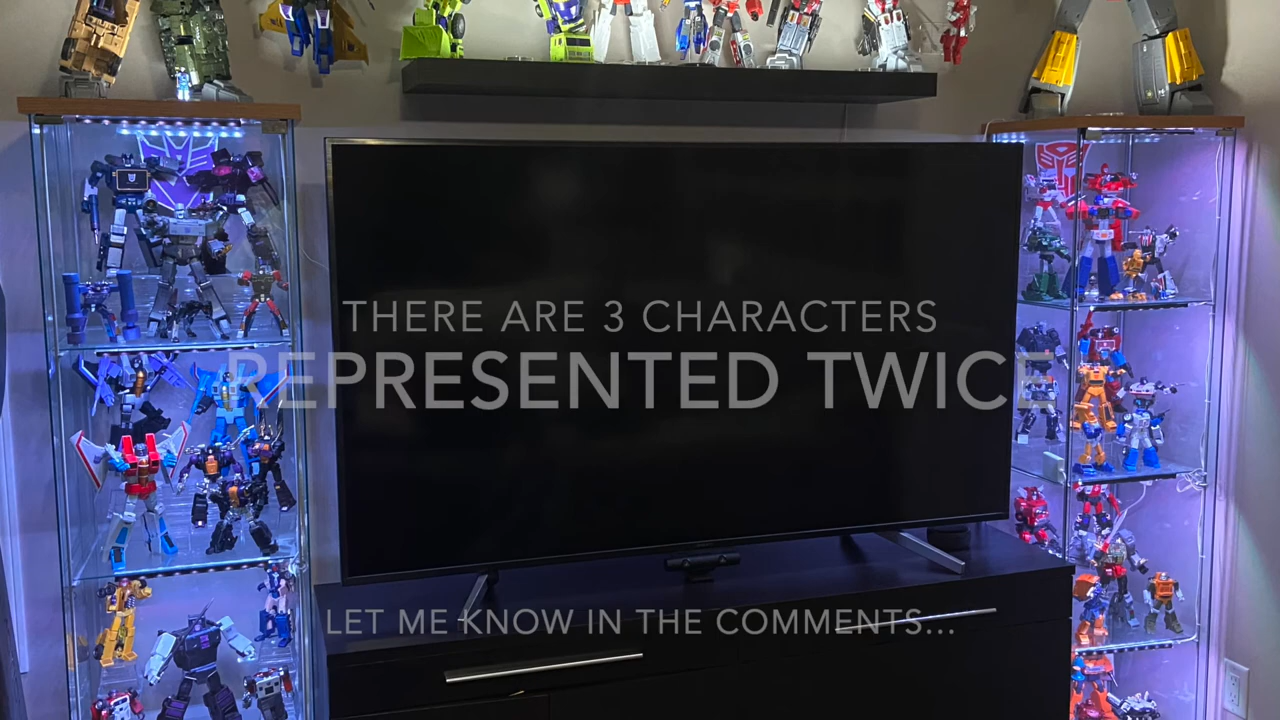 THERE ARE 3 CHARACTERS
REPRESENTED TWICE
LET ME KNOW IN THE COMMENTS...